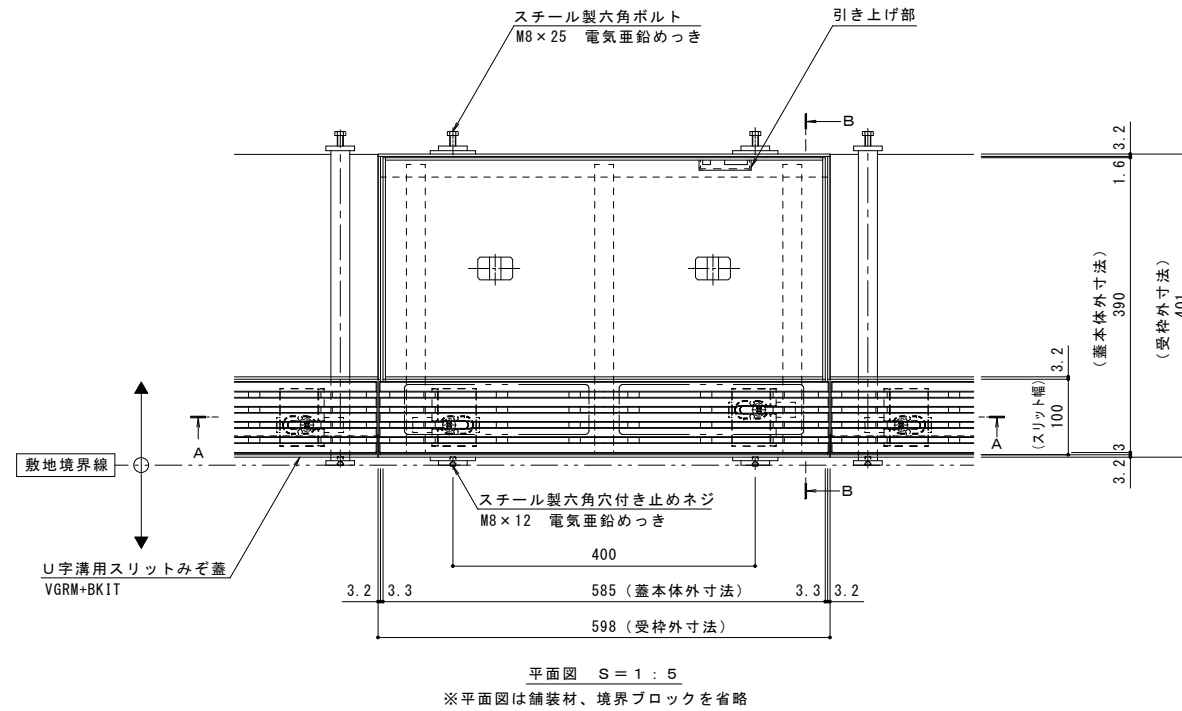 スチール製六角ボルト
M8×25　電気亜鉛めっき
引き上げ部
B
3.2
1.6
(蓋本体外寸法)
390
(受枠外寸法)
401
3.2
(スリット幅)
100
3
3.2
A
A
敷地境界線
B
スチール製六角穴付き止めネジ
M8×12　電気亜鉛めっき
400
U字溝用スリットみぞ蓋
VGRM+BKIT
3.2 3.3 585(蓋本体外寸法) 3.3 3.2
598(受枠外寸法)
平面図　S=1:5
※平面図は舗装材、境界ブロックを省略